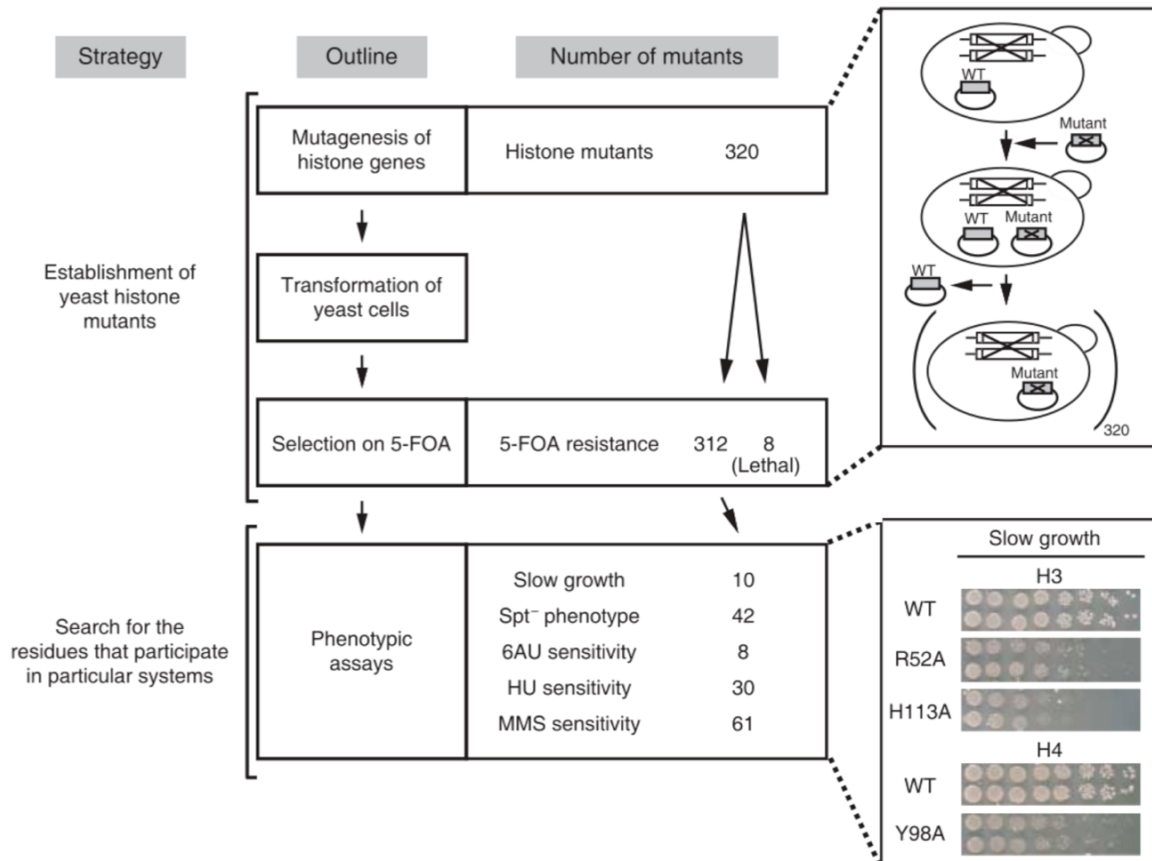 Strategy
Outline
Number of mutants
Establishment of
yeast histone
mutants
Mutagenesis of
histone genes
Histone mutants 320
Transformation of
yeast cells
Selection on 5-FOA
5-FOA resistance 312 8
(Lethal)
Search for the
residues that participate
in particular systems
Phenotypic
assays
Slow growth 10
Spt⁻ phenotype 42
6AU sensitivity 8
HU sensitivity 30
MMS sensitivity 61
WT
Mutant
WT Mutant
WT
Mutant
320
Slow growth
H3
WT
R52A
H113A
H4
WT
Y98A